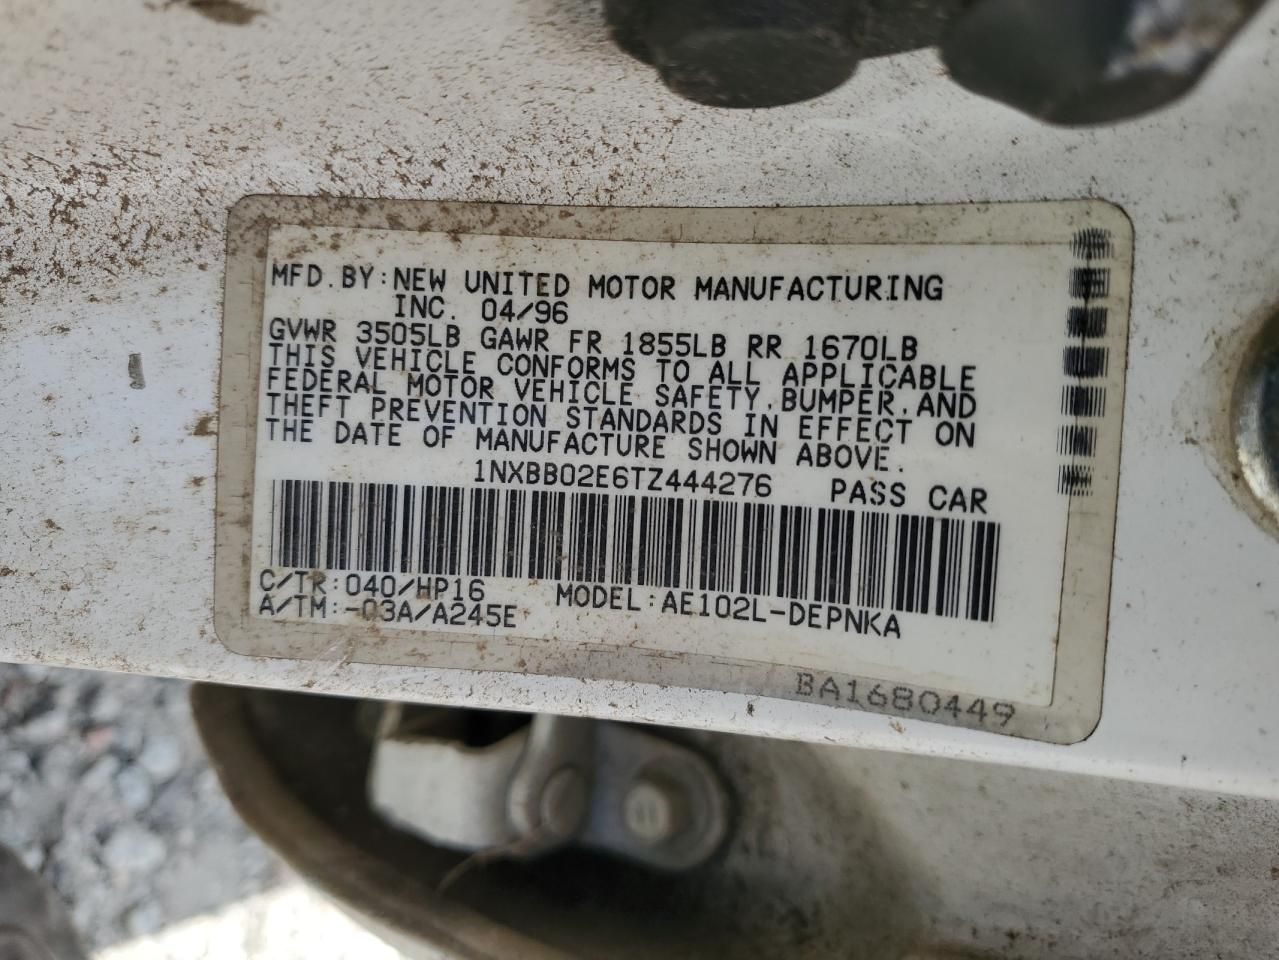 MFD. BY: NEW UNITED MOTOR MANUFACTURING
INC. 04/96
GVWR 3505LB GAWR FR 1855LB RR 1670LB
THIS VEHICLE CONFORMS TO ALL APPLICABLE
FEDERAL MOTOR VEHICLE SAFETY, BUMPER, AND
THEFT PREVENTION STANDARDS IN EFFECT ON
THE DATE OF MANUFACTURE SHOWN ABOVE.
1NXBB02E6TZ444276 PASS CAR
C/TR: 040/HP16 MODEL: AE102L-DEPNKA
A/TM: -03A/A245E
BA1680449